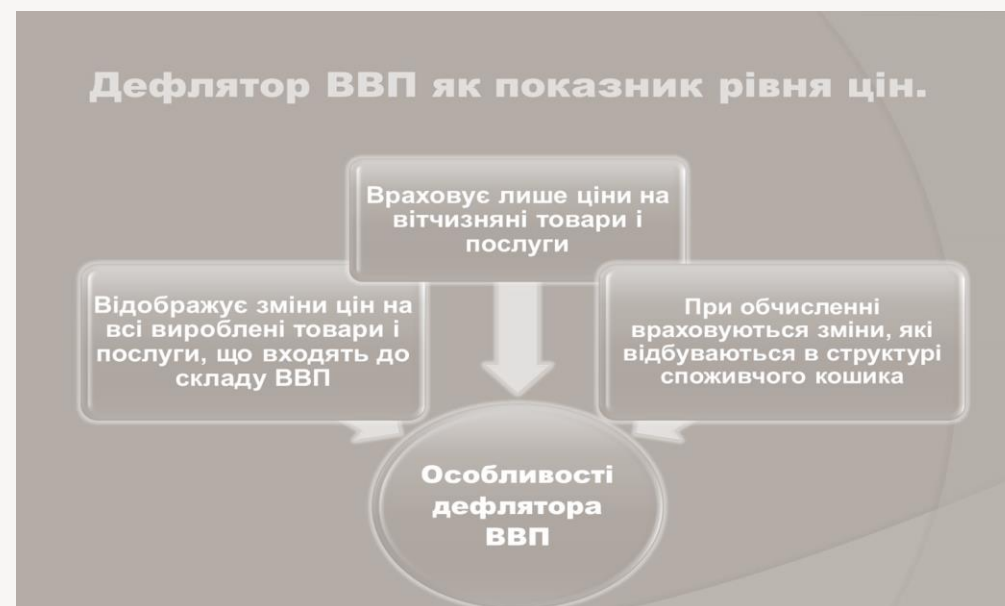 Дефлятор ВВП як показник рівня цін.
Враховує лише ціни на
вітчизняні товари і
послуги
Відображує зміни цін на
всі вироблені товари і
послуги, що входять до
складу ВВП
При обчисленні
враховуються зміни, які
відбуваються в структурі
споживчого кошика
Особливості
дефлятора
ВВП